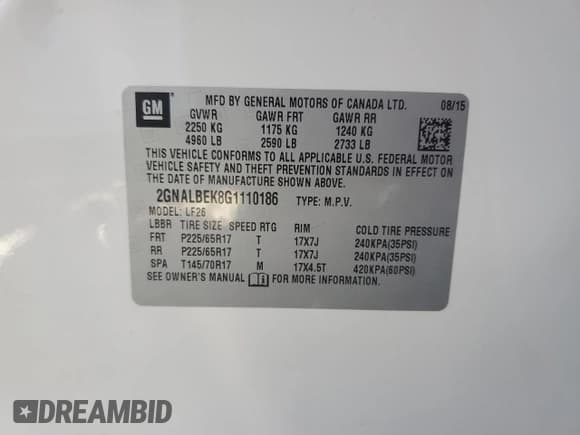 GM
MFD BY GENERAL MOTORS OF CANADA LTD. 08/15
GVWR GAWR FRT GAWR RR
2250 KG 1175 KG 1240 KG
4960 LB 2590 LB 2733 LB
THIS VEHICLE CONFORMS TO ALL APPLICABLE U.S. FEDERAL MOTOR
VEHICLE SAFETY AND THEFT PREVENTION STANDARDS IN EFFECT ON
THE DATE OF MANUFACTURE SHOWN ABOVE.
2GNALBEK8G1110186 TYPE: M.P.V.
MODEL: LF26
LBBR TIRE SIZE SPEED RTG RIM COLD TIRE PRESSURE
FRT P225/65R17 T 17X7J 240KPA(35PSI)
RR P225/65R17 T 17X7J 240KPA(35PSI)
SPA T145/70R17 M 17X4.5T 420KPA(60PSI)
SEE OWNER'S MANUAL FOR MORE INFORMATION.
DREAMBID